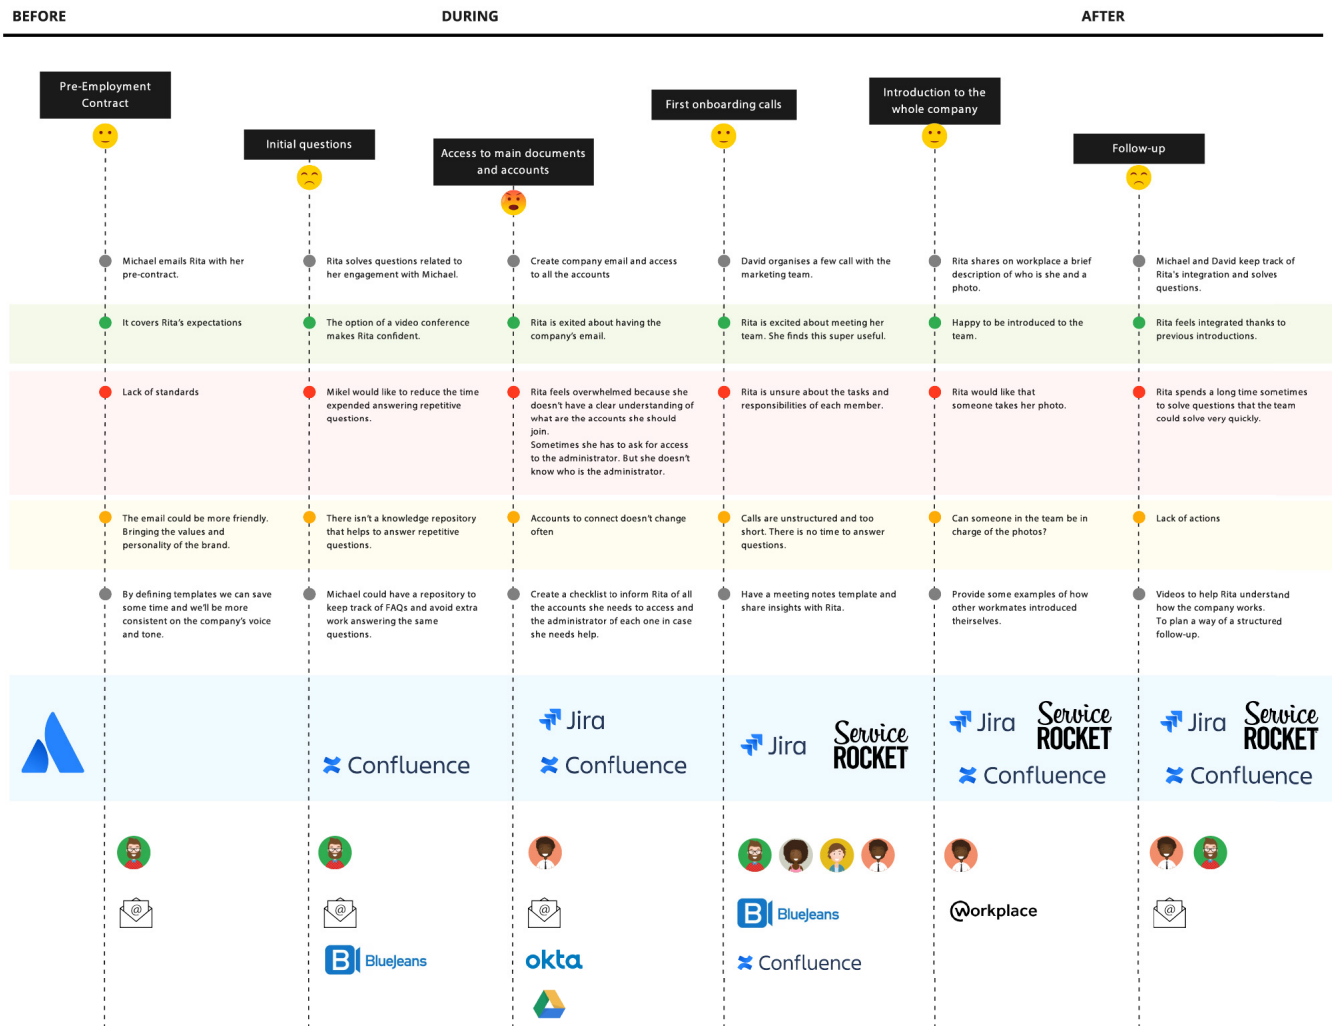 BEFORE
DURING
AFTER
Pre-Employment
Contract
Initial questions
Access to main documents
and accounts
First onboarding calls
Introduction to the
whole company
Follow-up
Michael emails Rita with her
pre-contract.
Rita solves questions related to
her engagement with Michael.
Create company email and access
to all the accounts
David organises a few call with the
marketing team.
Rita shares on workplace a brief
description of who is she and a
photo.
Michael and David keep track of
Rita's integration and solves
questions.
It covers Rita's expectations
The option of a video conference
makes Rita confident.
Rita is exited about having the
company's email.
Rita is excited about meeting her
team. She finds this super useful.
Happy to be introduced to the
team.
Rita feels integrated thanks to
previous introductions.
Lack of standards
Mikel would like to reduce the time
expended answering repetitive
questions.
Rita feels overwhelmed because she
doesn't have a clear understanding of
what are the accounts she should
join.
Sometimes she has to ask for access
to the administrator. But she doesn't
know who is the administrator.
Rita is unsure about the tasks and
responsibilities of each member.
Rita would like that
someone takes her photo.
Rita spends a long time sometimes
to solve questions that the team
could solve very quickly.
The email could be more friendly.
Bringing the values and
personality of the brand.
There isn't a knowledge repository
that helps to answer repetitive
questions.
Accounts to connect doesn't change
often
Calls are unstructured and too
short. There is no time to answer
questions.
Can someone in the team be in
charge of the photos?
Lack of actions
By defining templates we can save
some time and we'll be more
consistent on the company's voice
and tone.
Michael could have a repository to
keep track of FAQs and avoid extra
work answering the same
questions.
Create a checklist to inform Rita of all
the accounts she needs to access and
the administrator of each one in case
she needs help.
Have a meeting notes template and
share insights with Rita.
Provide some examples of how
other workmates introduced
theirselves.
Videos to help Rita understand
how the company works.
To plan a way of a structured
follow-up.
Confluence
Jira
Confluence
Jira
Service
ROCKET
Jira
Service
ROCKET
Confluence
Jira
Service
ROCKET
Confluence
@
@
BlueJeans
@
okta
BlueJeans
Confluence
Workplace
@